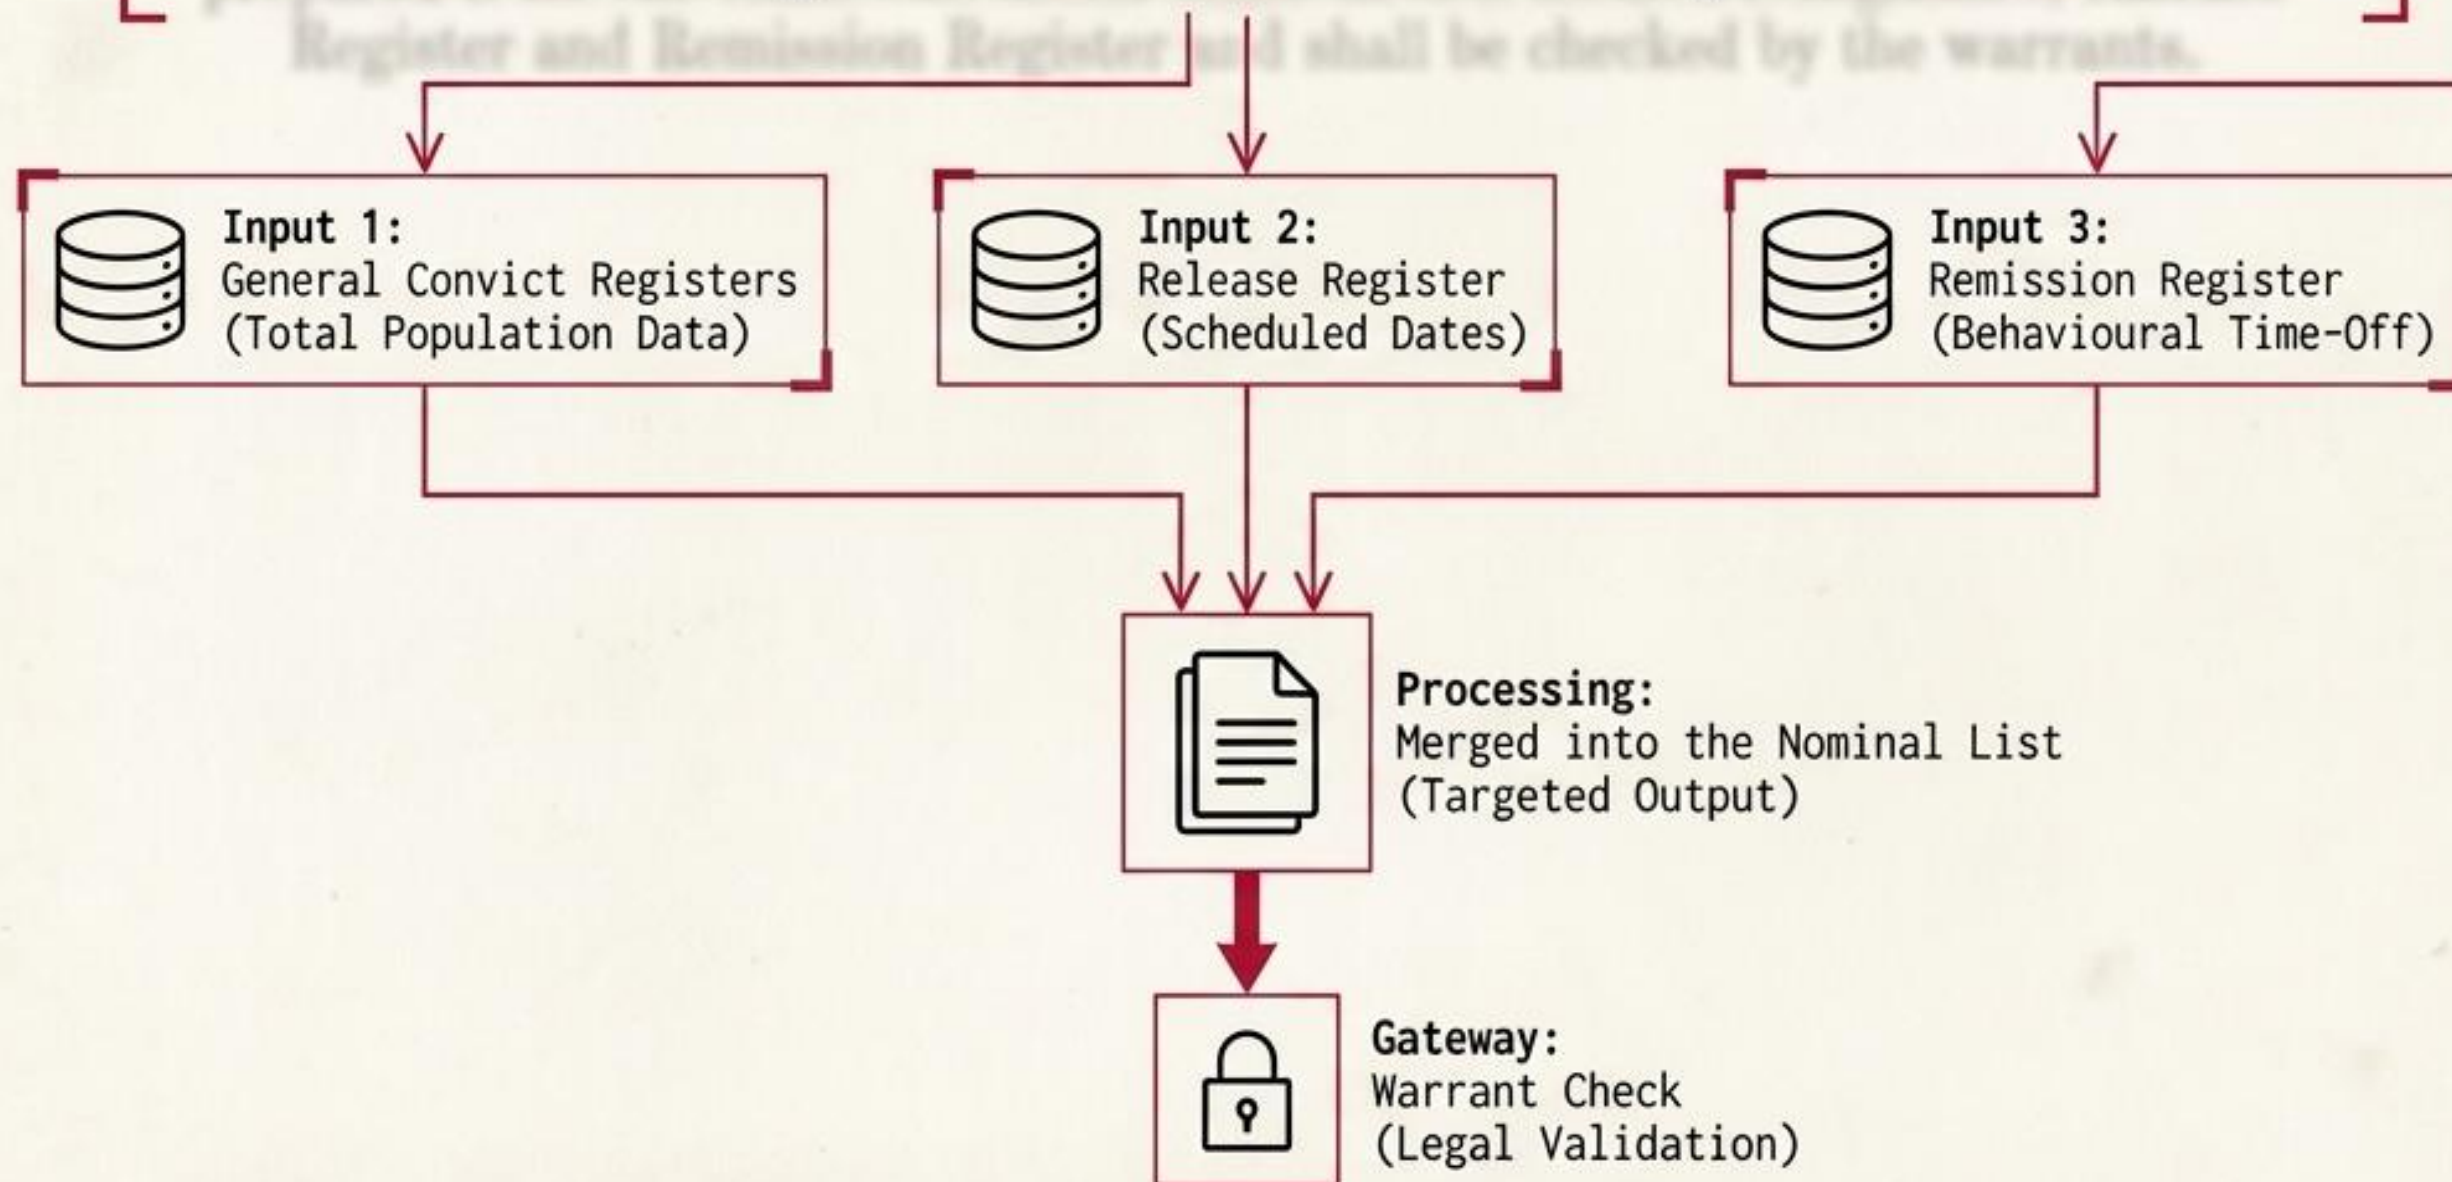 Register and Remission Register and shall be checked by the warrants.
Input 1:
General Convict Registers
(Total Population Data)
Input 2:
Release Register
(Scheduled Dates)
Input 3:
Remission Register
(Behavioural Time-Off)
Processing:
Merged into the Nominal List
(Targeted Output)
Gateway:
Warrant Check
(Legal Validation)